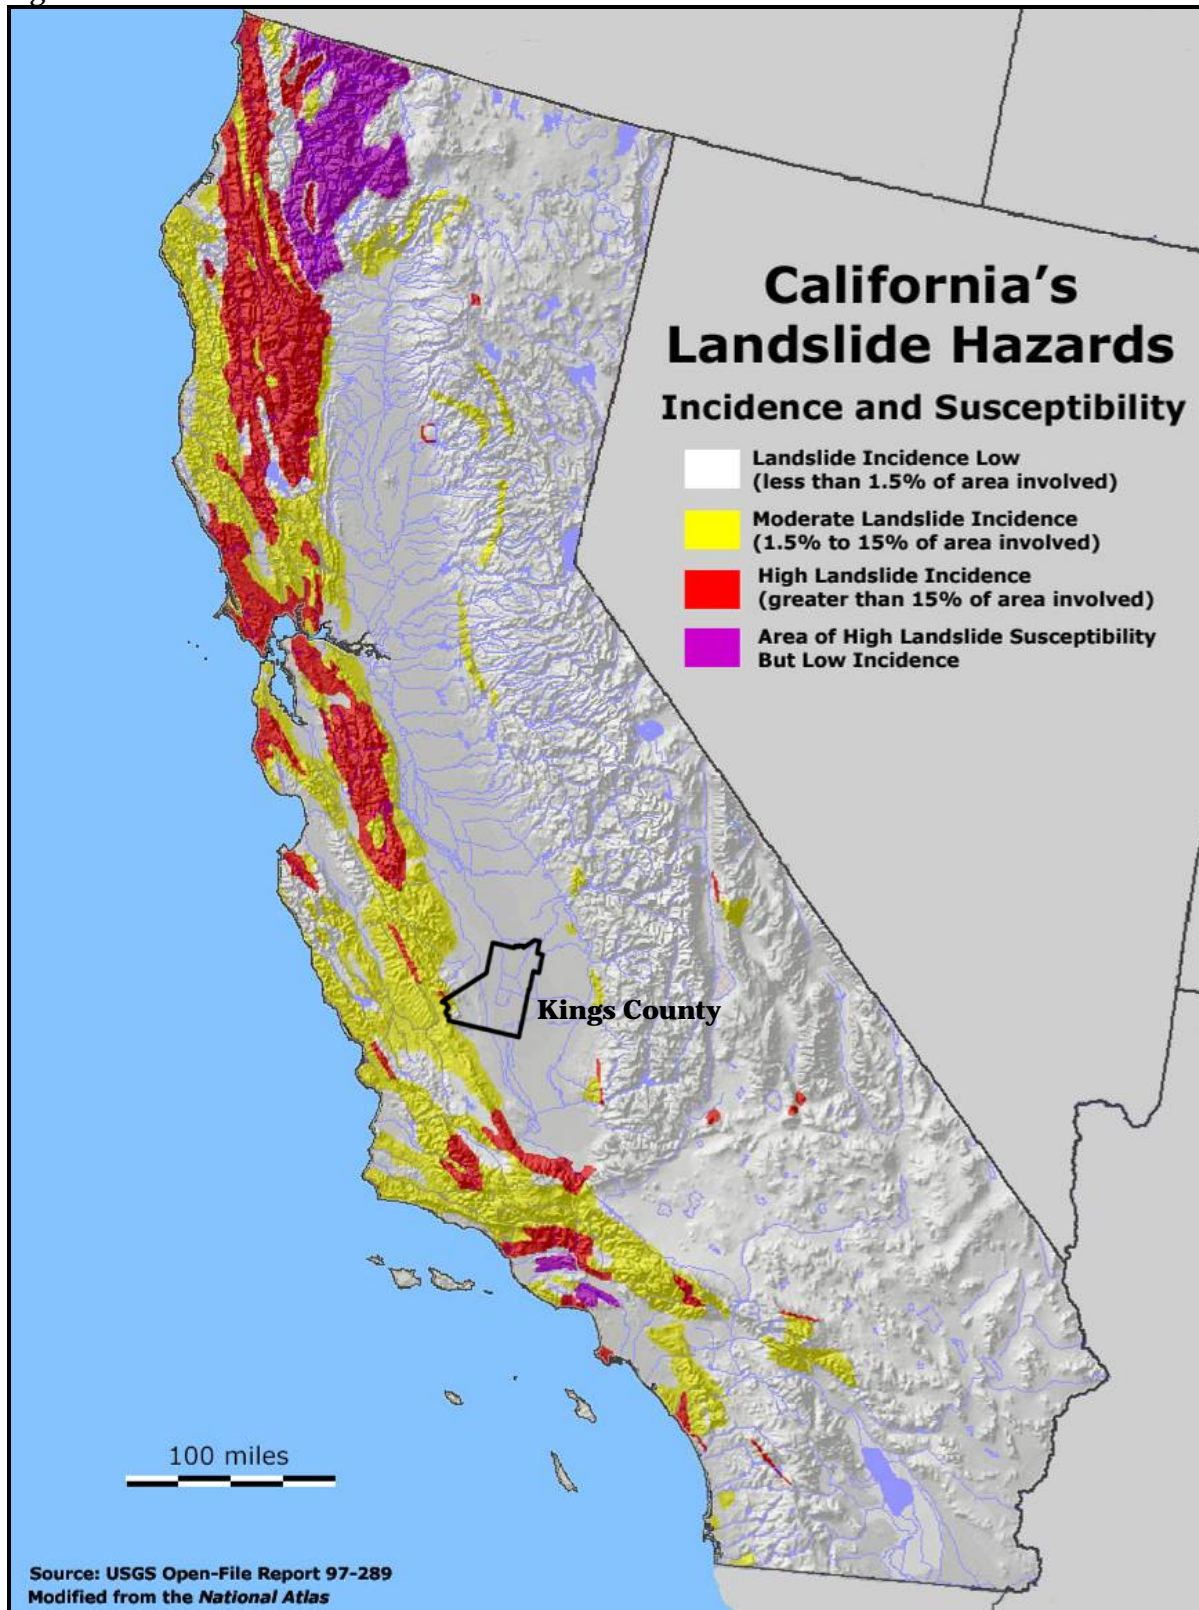 California's
Landslide Hazards
Incidence and Susceptibility
Landslide Incidence Low
(less than 1.5% of area involved)
Moderate Landslide Incidence
(1.5% to 15% of area involved)
High Landslide Incidence
(greater than 15% of area involved)
Area of High Landslide Susceptibility
But Low Incidence
Kings County
100 miles
Source: USGS Open-File Report 97-289
Modified from the National Atlas